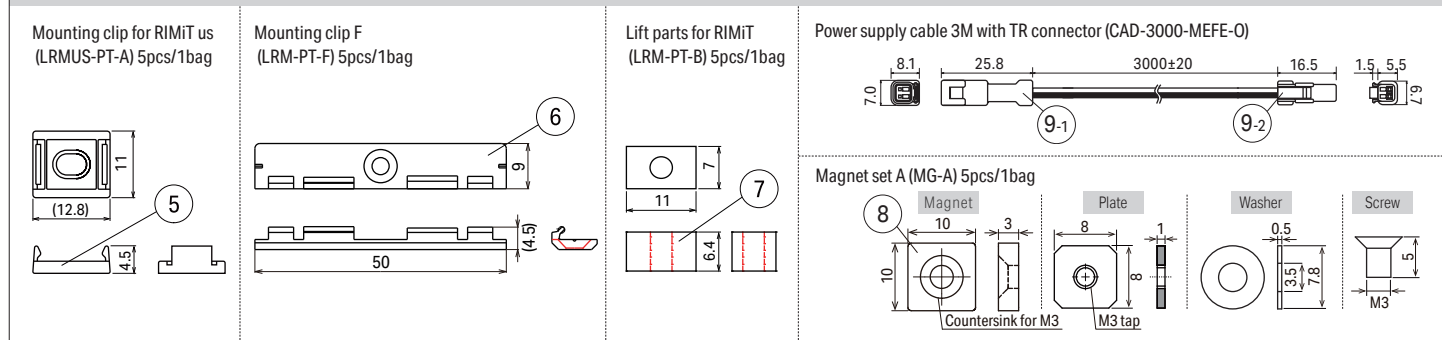 Mounting clip for RIMiT us
(LRMUS-PT-A) 5pcs/1bag
11
(12.8)
5
4.5
Mounting clip F
(LRM-PT-F) 5pcs/1bag
6
9
(4.5)
50
Lift parts for RIMiT
(LRM-PT-B) 5pcs/1bag
7
11
7
6.4
Power supply cable 3M with TR connector (CAD-3000-MEFE-O)
8.1
25.8
3000±20
16.5
1.5
5.5
7.0
6.7
9-1
9-2
Magnet set A (MG-A) 5pcs/1bag
8
Magnet
Plate
Washer
Screw
10
3
8
1
0.5
10
8
3.5
7.8
5
Countersink for M3
M3 tap
M3